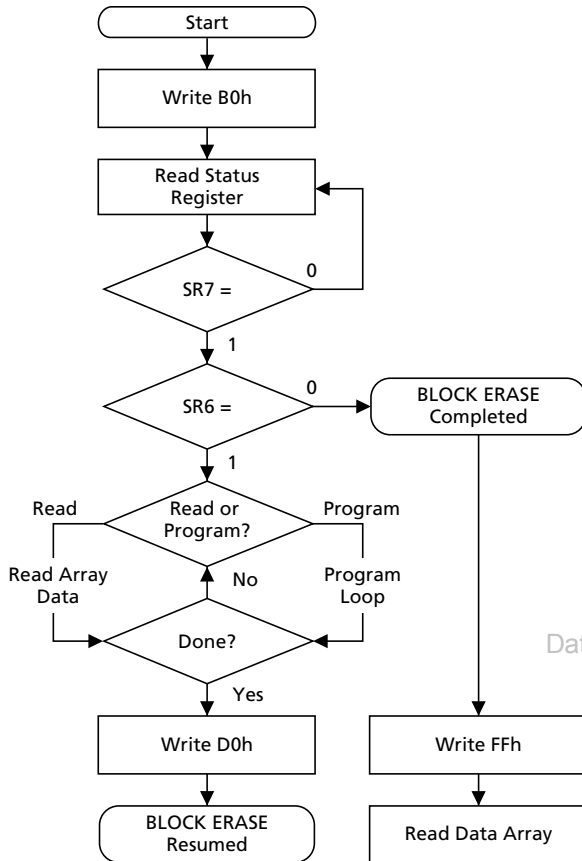 Start
Write B0h
Read Status
Register
0
SR7 =
1
0
SR6 =
BLOCK ERASE
Completed
1
Read
Read or
Program?
Program
Read Array
Data
No
Program
Loop
Done?
Dat
Yes
Write D0h
Write FFh
BLOCK ERASE
Resumed
Read Data Array